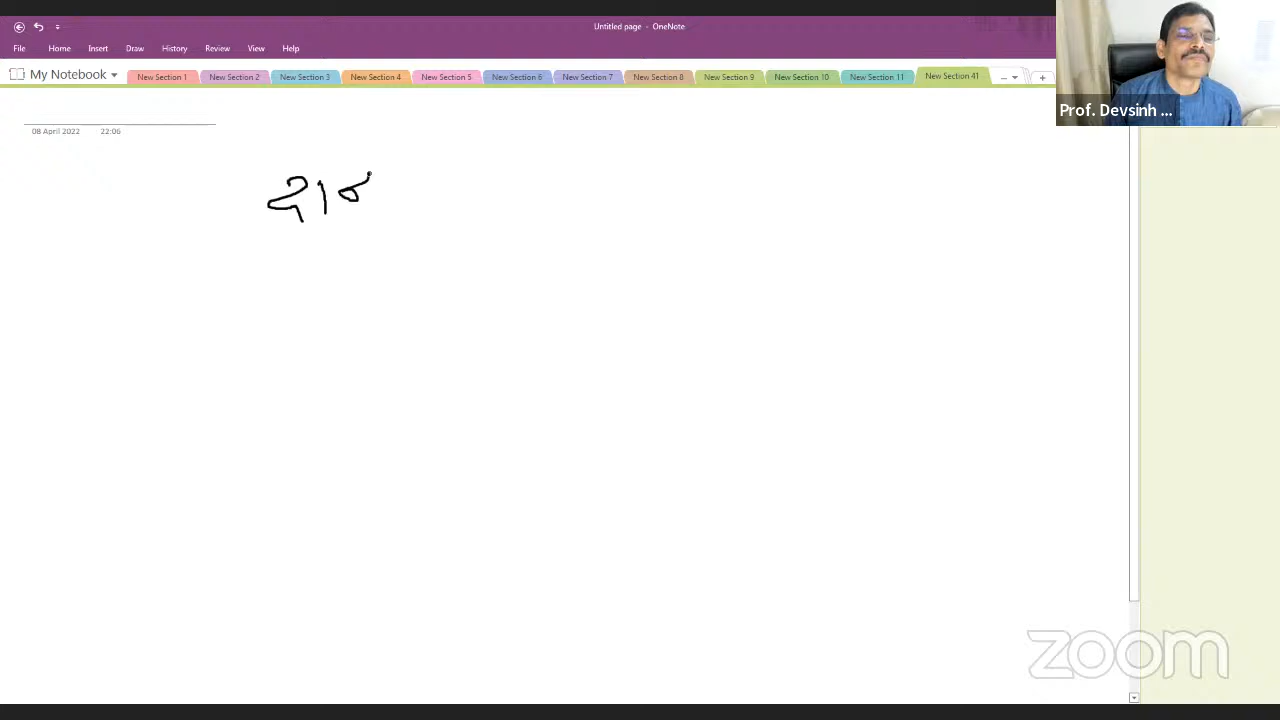 Untitled page - OneNote
File Home Insert Draw History Review View Help
My Notebook New Section 1 New Section 2 New Section 3 New Section 4 New Section 5 New Section 6 New Section 7 New Section 8 New Section 9 New Section 10 New Section 11 New Section 41 ... +
Prof. Devsinh ...
08 April 2022 22:06
zoom